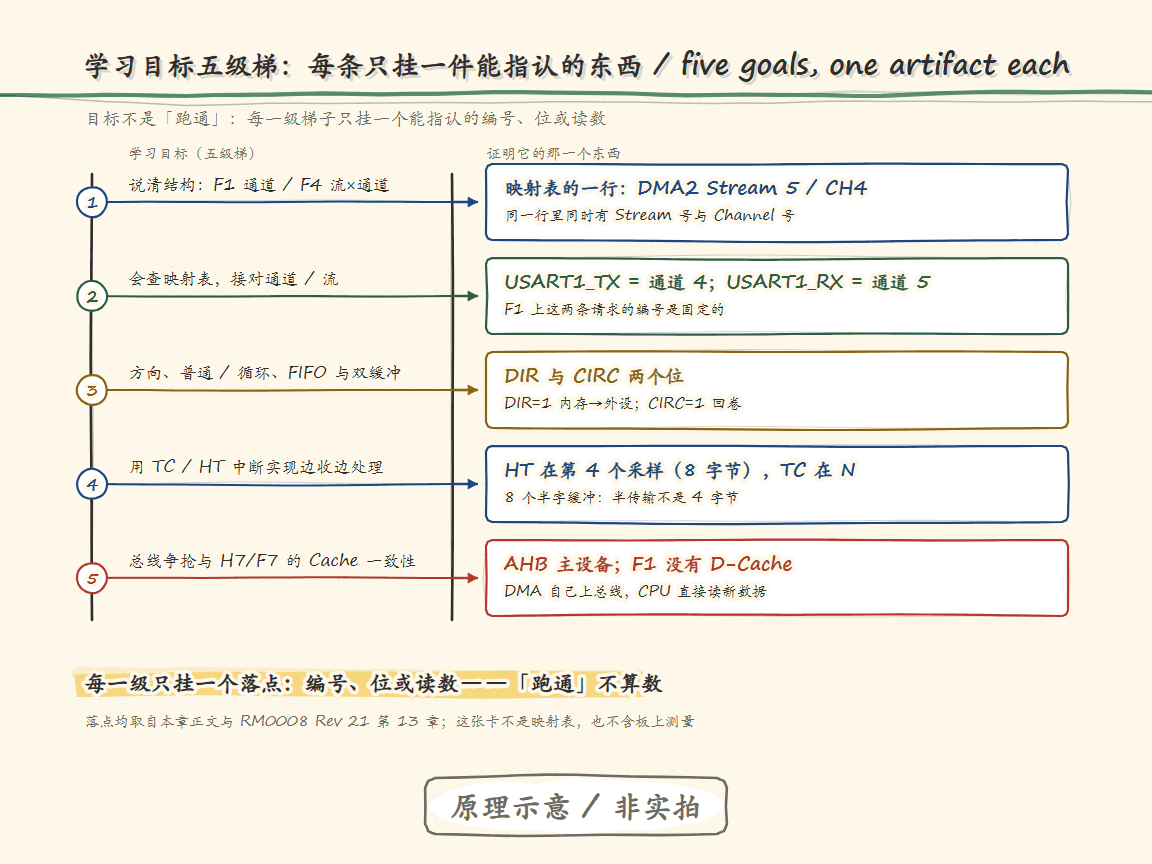 学习目标五级梯：每条只挂一件能指认的东西 / five goals, one artifact each
目标不是「跑通」：每一级梯子只挂一个能指认的编号、位或读数
学习目标（五级梯）
证明它的那一个东西
1
说清结构：F1 通道 / F4 流×通道
映射表的一行：DMA2 Stream 5 / CH4
同一行里同时有 Stream 号与 Channel 号
2
会查映射表，接对通道 / 流
USART1_TX = 通道 4；USART1_RX = 通道 5
F1 上这两条请求的编号是固定的
3
方向、普通 / 循环、FIFO 与双缓冲
DIR 与 CIRC 两个位
DIR=1 内存→外设；CIRC=1 回卷
4
用 TC / HT 中断实现边收边处理
HT 在第 4 个采样（8 字节），TC 在 N
8 个半字缓冲：半传输不是 4 字节
5
总线争抢与 H7/F7 的 Cache 一致性
AHB 主设备；F1 没有 D-Cache
DMA 自己上总线，CPU 直接读新数据
每一级只挂一个落点：编号、位或读数——「跑通」不算数
落点均取自本章正文与 RM0008 Rev 21 第 13 章；这张卡不是映射表，也不含板上测量
原理示意 / 非实拍